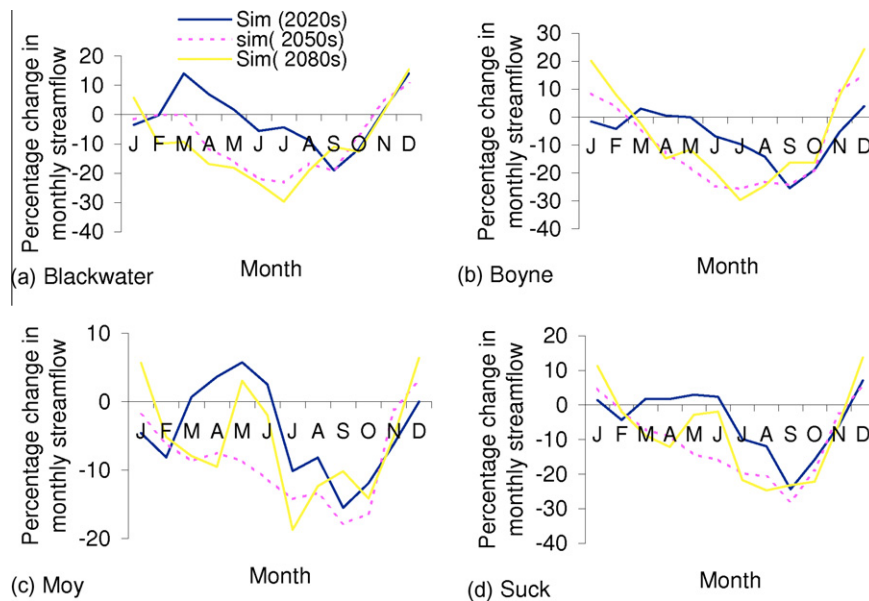 Sim (2020s)
sim( 2050s)
Sim( 2080s)
Percentage change in
monthly streamflow
20
10
0
-10
-20
-30
-40
J F M A M J J A S O N D
Month
(a) Blackwater
Percentage change in
monthly streamflow
30
20
10
0
10
20
30
40
J F M A M J J A S O N D
Month
(b) Boyne
Percentage change in
monthly streamflow
10
0
-10
-20
J F M A M J J A S O N D
Month
(c) Moy
Percentage change in
monthly streamflow
20
10
0
-10
-20
-30
-40
J F M A M J J A S O N D
Month
(d) Suck